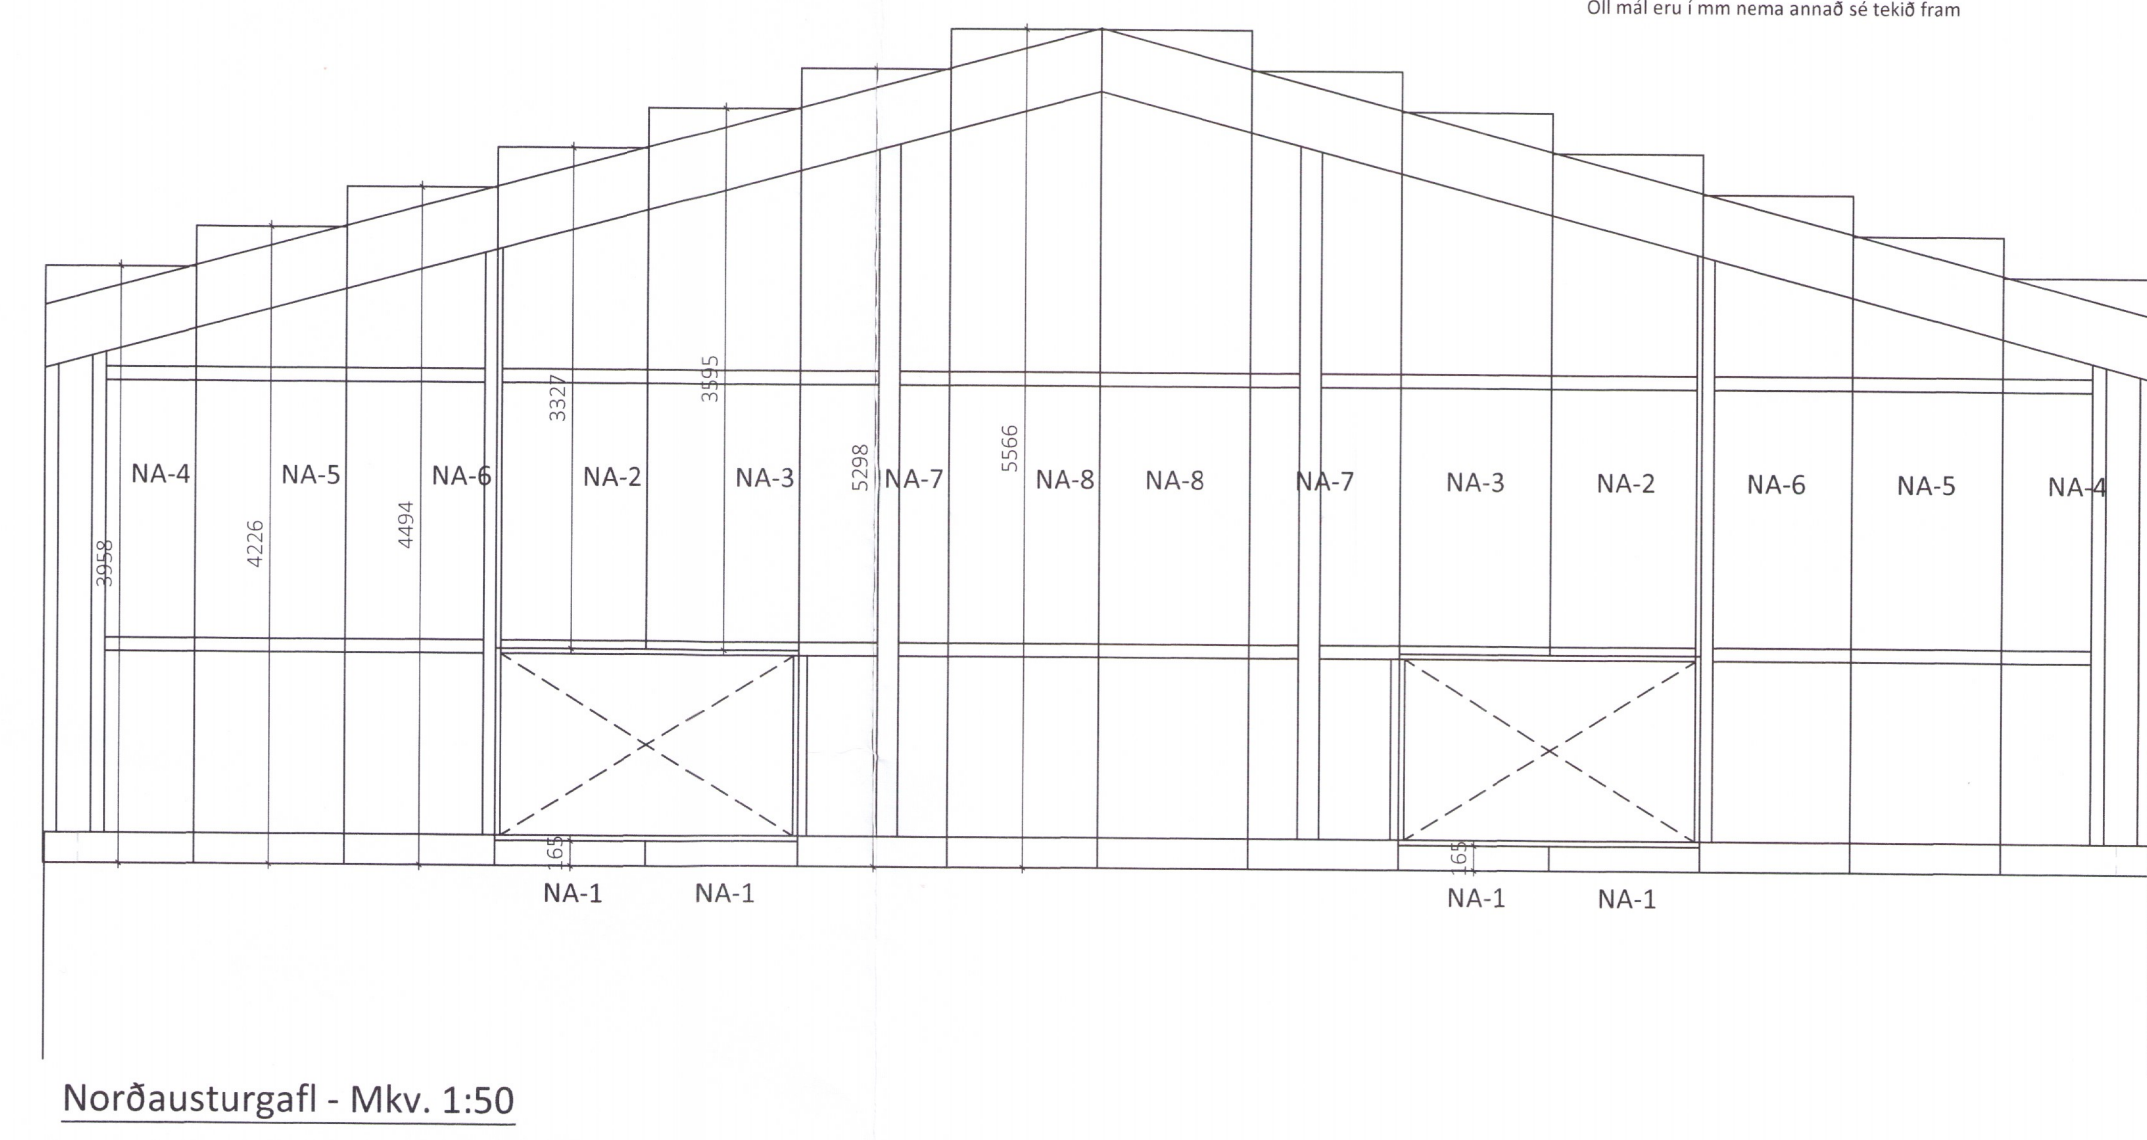 Öll mál eru í mm nema annað sé tekið fram
3327
3595
5298
5566
NA-4 NA-5 NA-6 NA-2 NA-3 NA-7 NA-8 NA-8 NA-7 NA-3 NA-2 NA-6 NA-5 NA-4
3958
4226
4494
165
165
NA-1 NA-1 NA-1 NA-1
Norðausturgafl - Mkv. 1:50